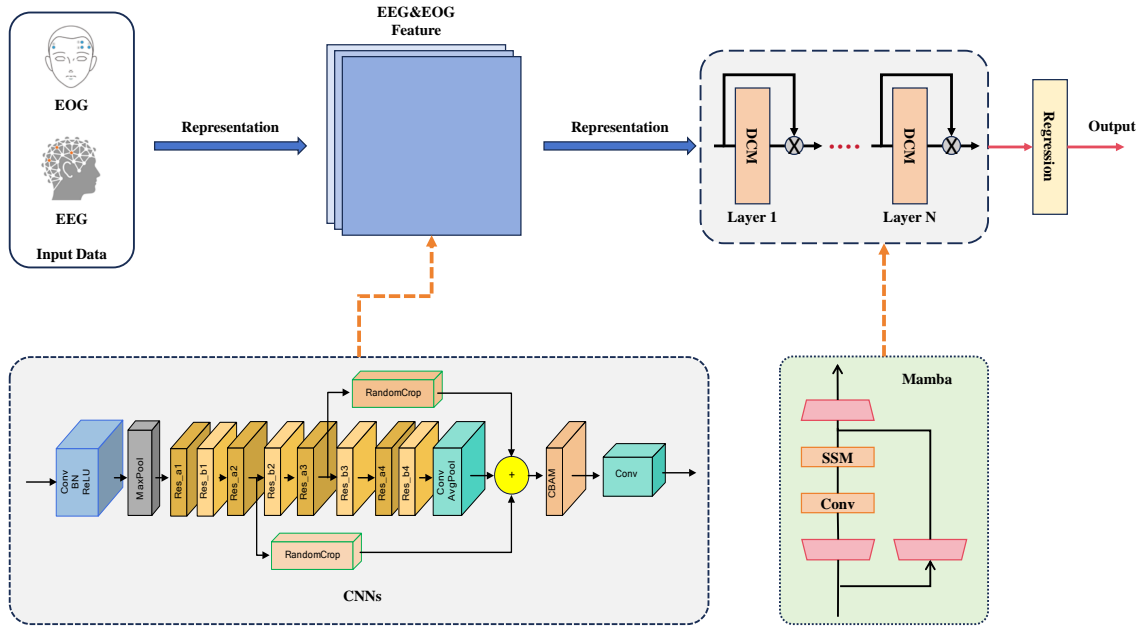 EEG&EOG
Feature
EOG
EEG
Input Data
Representation
Representation
DCM
Layer 1
DCM
Layer N
Regression
Output
Conv
BN
ReLU
MaxPool
Res_a1
Res_b1
Res_a2
Res_b2
Res_a3
Res_b3
Res_a4
Res_b4
Conv
AvgPool
RandomCrop
RandomCrop
+
CBAM
Conv
CNNs
Mamba
SSM
Conv